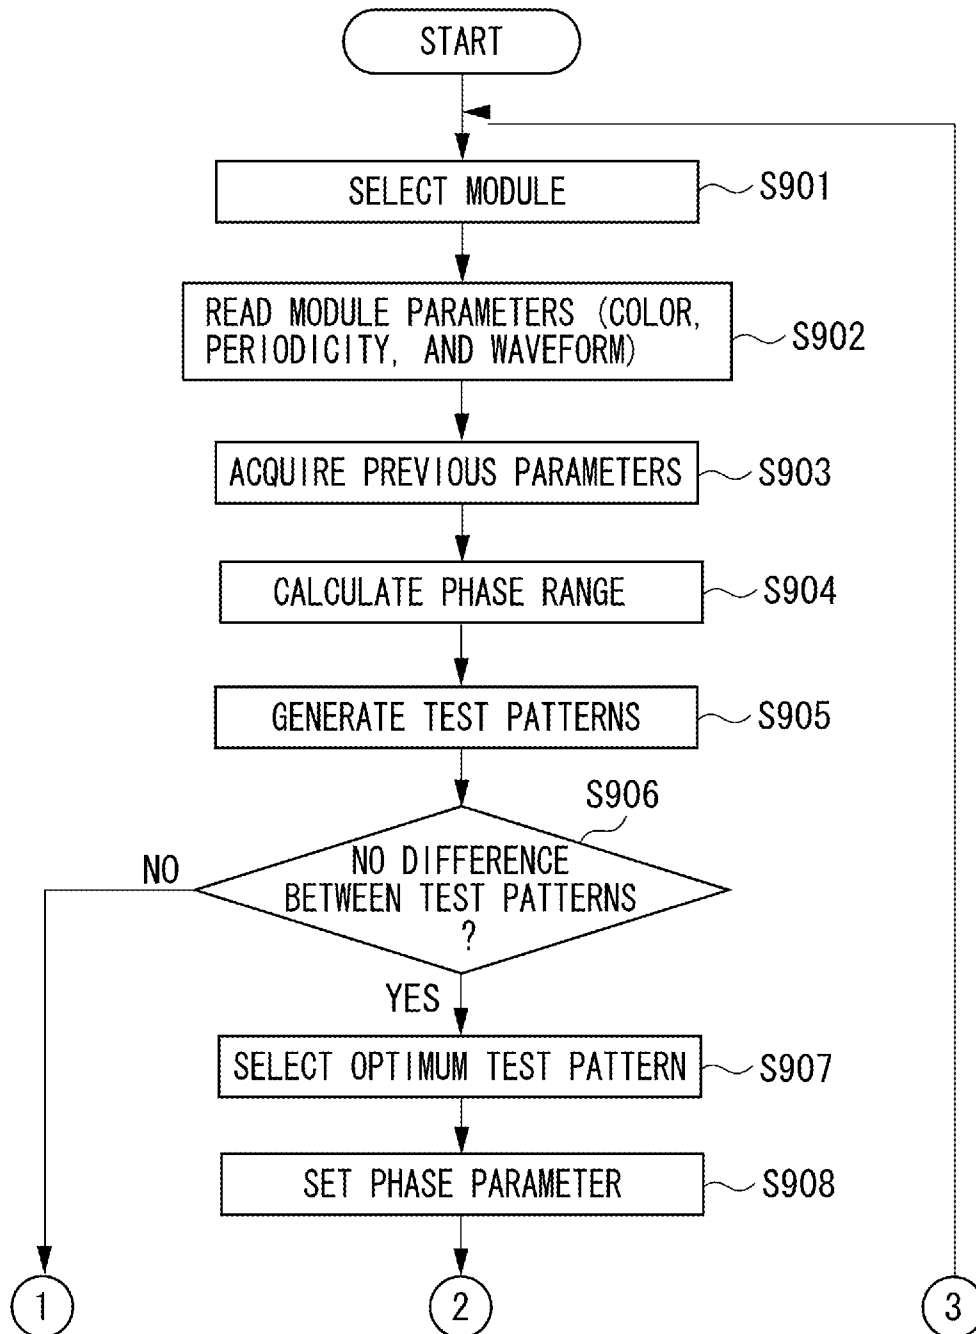 START
SELECT MODULE
S901
READ MODULE PARAMETERS (COLOR,
PERIODICITY, AND WAVEFORM)
S902
ACQUIRE PREVIOUS PARAMETERS
S903
CALCULATE PHASE RANGE
S904
GENERATE TEST PATTERNS
S905
S906
NO DIFFERENCE
BETWEEN TEST PATTERNS
?
NO
YES
SELECT OPTIMUM TEST PATTERN
S907
SET PHASE PARAMETER
S908
1
2
3